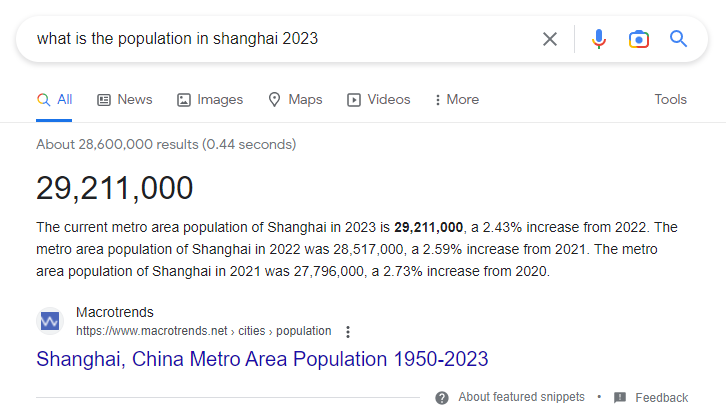 what is the population in shanghai 2023
All News Images Maps Videos More Tools
About 28,600,000 results (0.44 seconds)
29,211,000
The current metro area population of Shanghai in 2023 is 29,211,000, a 2.43% increase from 2022. The
metro area population of Shanghai in 2022 was 28,517,000, a 2.59% increase from 2021. The metro
area population of Shanghai in 2021 was 27,796,000, a 2.73% increase from 2020.
Macrotrends
https://www.macrotrends.net › cities › population
Shanghai, China Metro Area Population 1950-2023
About featured snippets • Feedback